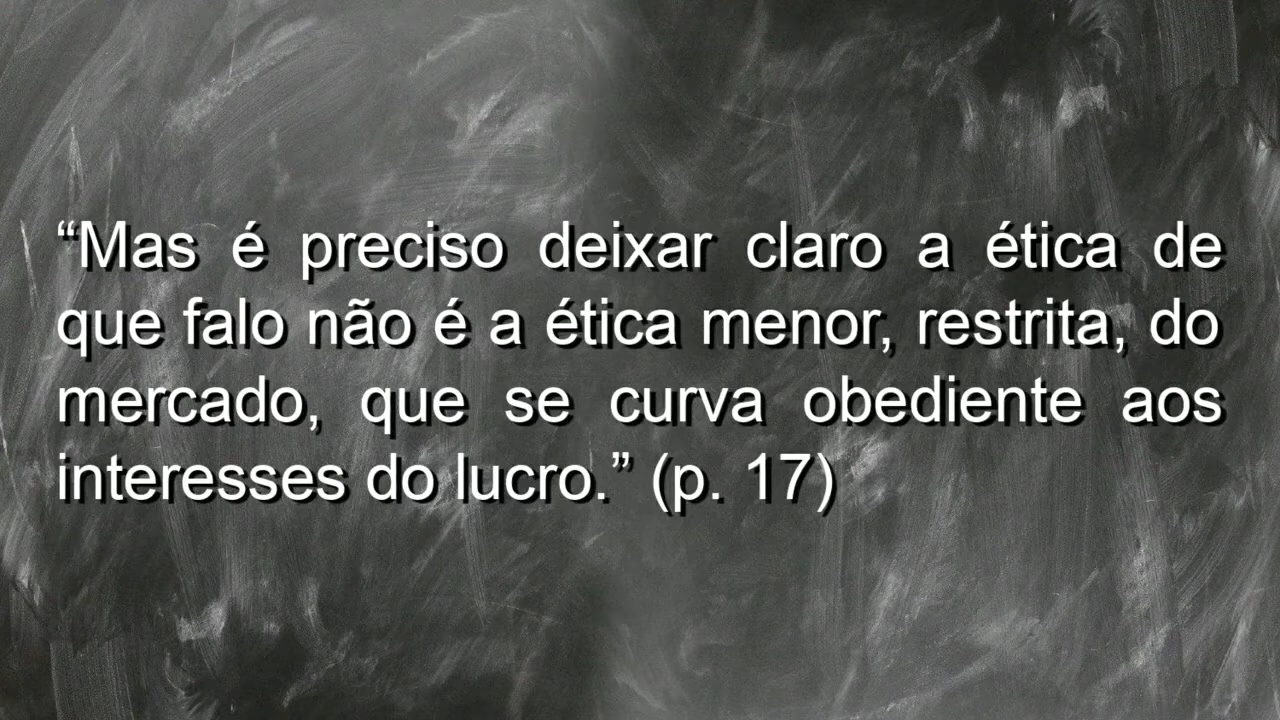 “Mas é preciso deixar claro a ética de
que falo não é a ética menor, restrita, do
mercado, que se curva obediente aos
interesses do lucro.” (p. 17)